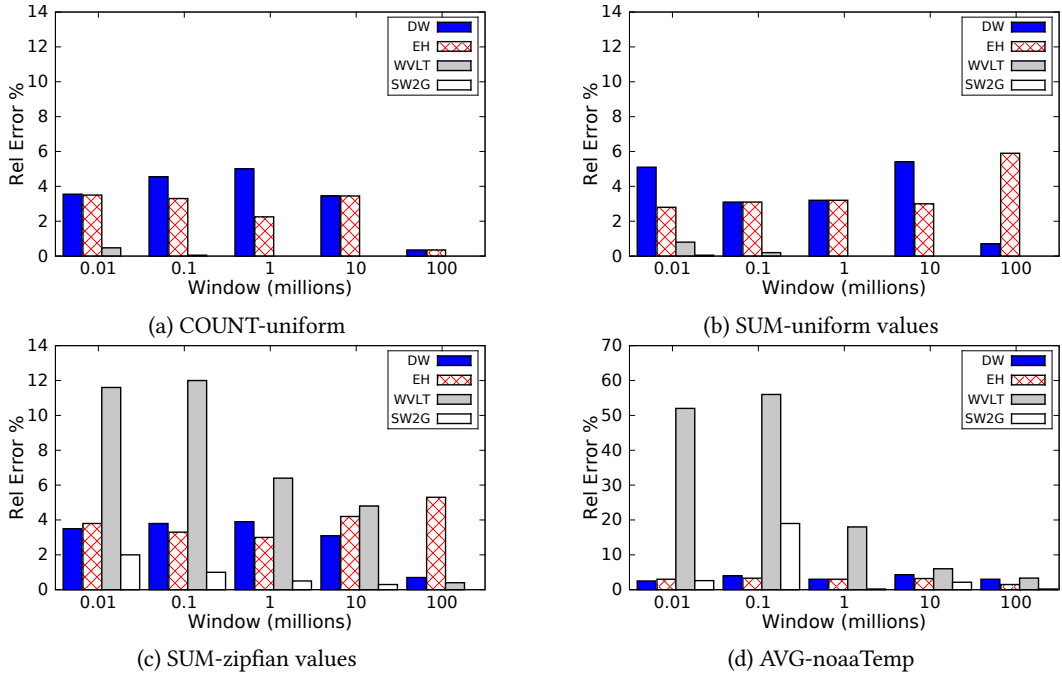 14
12
10
8
6
4
2
0
Rel Error %
DW
EH
WVLT
SW2G
0.01 0.1 1 10 100
Window (millions)
(a) COUNT-uniform
14
12
10
8
6
4
2
0
Rel Error %
DW
EH
WVLT
SW2G
0.01 0.1 1 10 100
Window (millions)
(b) SUM-uniform values
14
12
10
8
6
4
2
0
Rel Error %
DW
EH
WVLT
SW2G
0.01 0.1 1 10 100
Window (millions)
(c) SUM-zipfian values
70
60
50
40
30
20
10
0
Rel Error %
DW
EH
WVLT
SW2G
0.01 0.1 1 10 100
Window (millions)
(d) AVG-noaaTemp